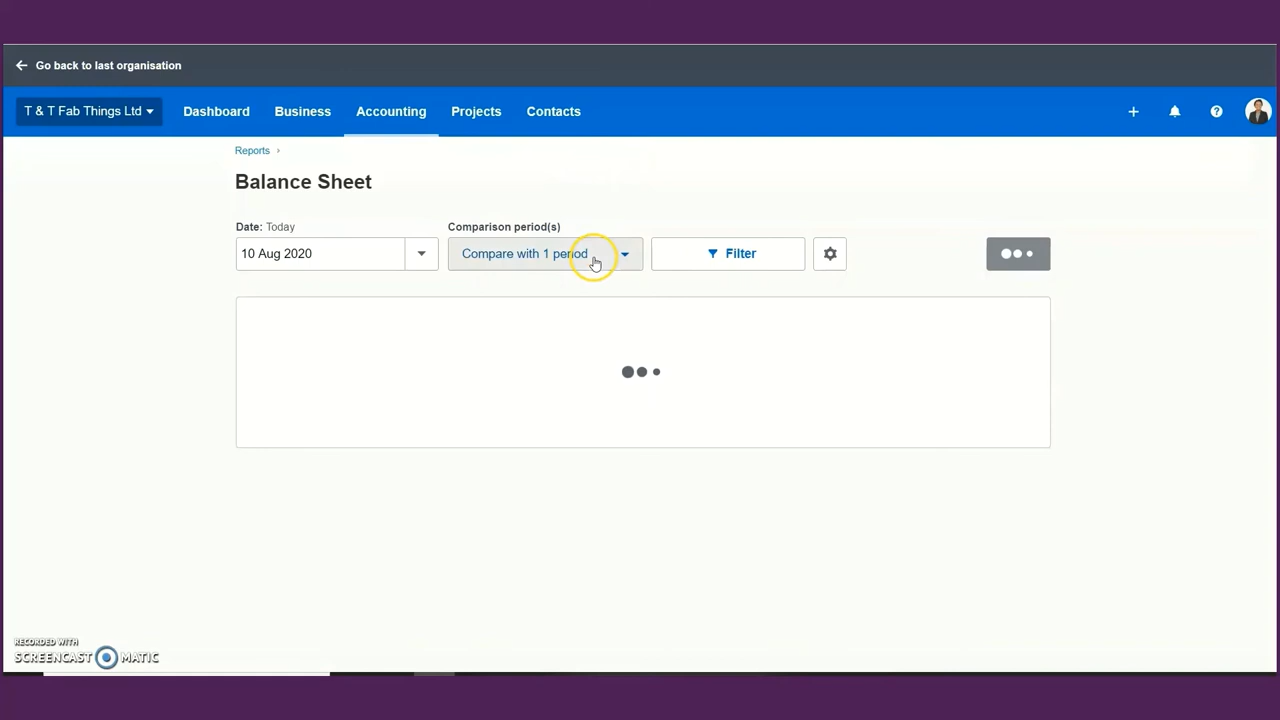 Go back to last organisation
T & T Fab Things Ltd
Dashboard
Business
Accounting
Projects
Contacts
Reports
Balance Sheet
Date: Today
Comparison period(s)
10 Aug 2020
Compare with 1 period
Filter
RECORDED WITH
SCREENCAST MATIC